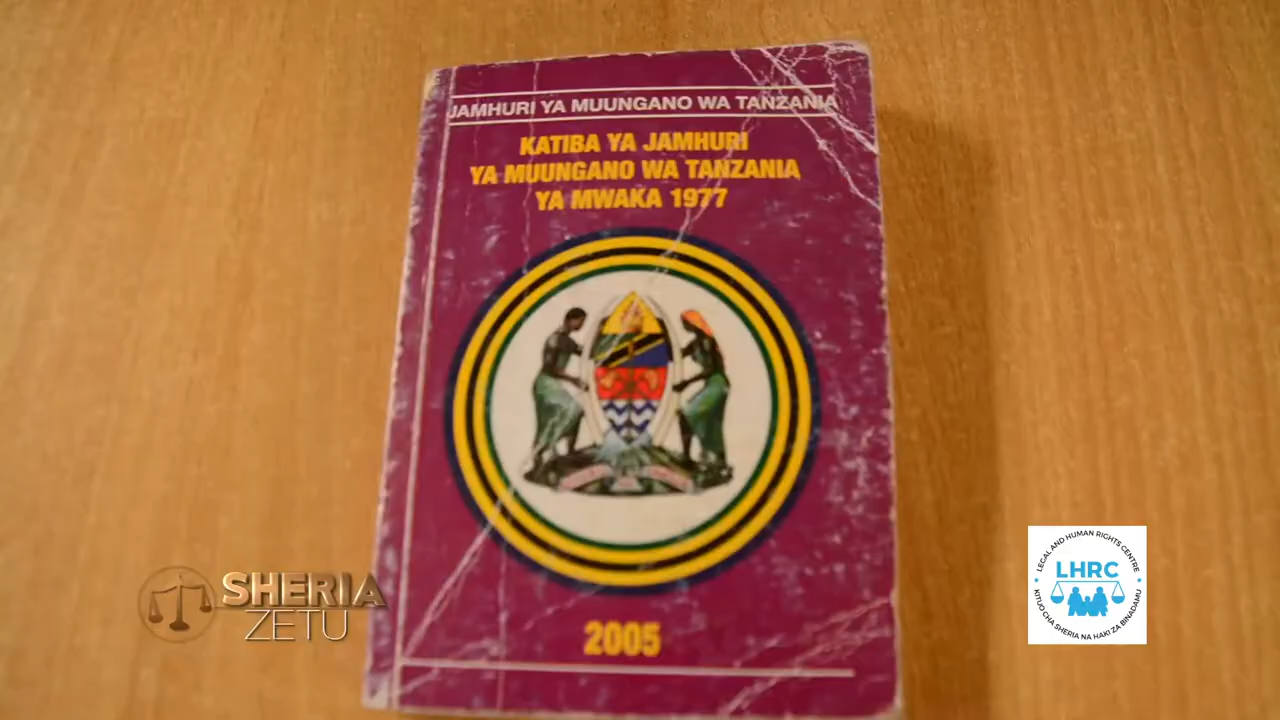 JAMHURI YA MUUNGANO WA TANZANIA
KATIBA YA JAMHURI
YA MUUNGANO WA TANZANIA
YA MWAKA 1977
2005
SHERIA
ZETU
LEGAL AND HUMAN RIGHTS CENTRE
LHRC
KITUO CHA SHERIA NA HAKI ZA BINADAMU